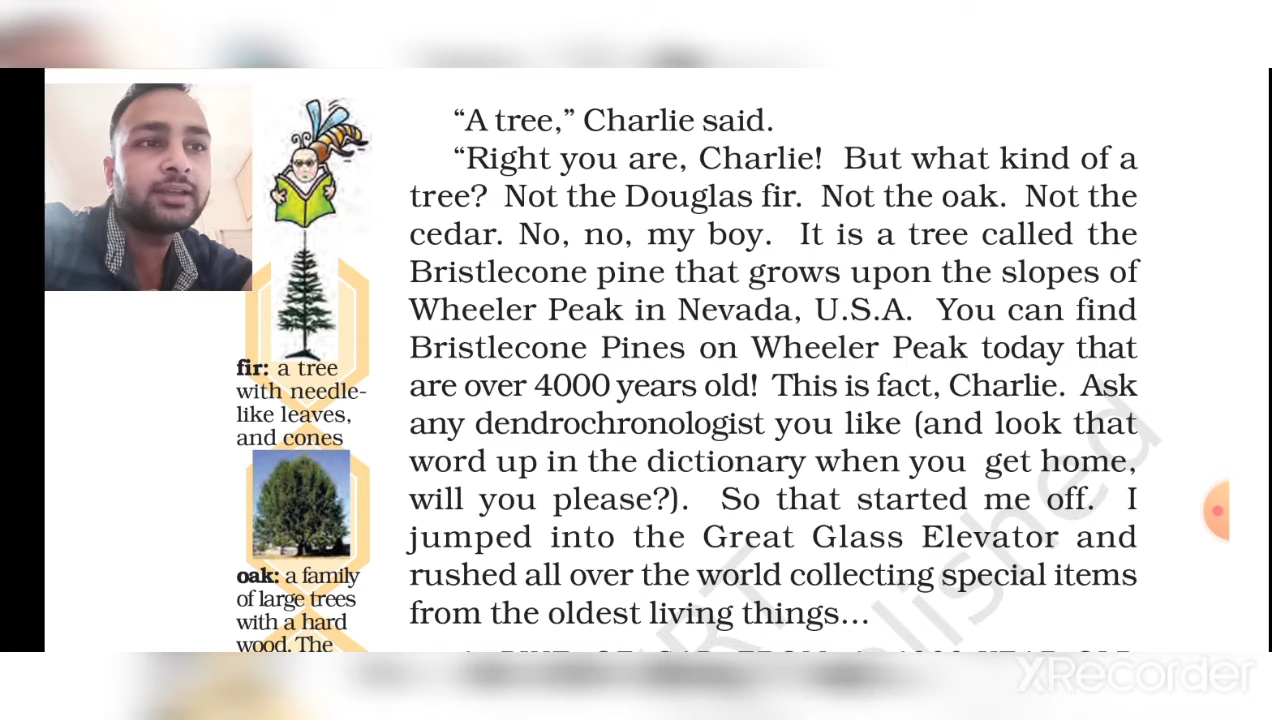 “A tree,” Charlie said.
“Right you are, Charlie! But what kind of a
tree? Not the Douglas fir. Not the oak. Not the
cedar. No, no, my boy. It is a tree called the
Bristlecone pine that grows upon the slopes of
Wheeler Peak in Nevada, U.S.A. You can find
Bristlecone Pines on Wheeler Peak today that
are over 4000 years old! This is fact, Charlie. Ask
any dendrochronologist you like (and look that
word up in the dictionary when you get home,
will you please?). So that started me off. I
jumped into the Great Glass Elevator and
rushed all over the world collecting special items
from the oldest living things...
fir: a tree
with needle-
like leaves,
and cones
oak: a family
of large trees
with a hard
wood. The
XRecorder